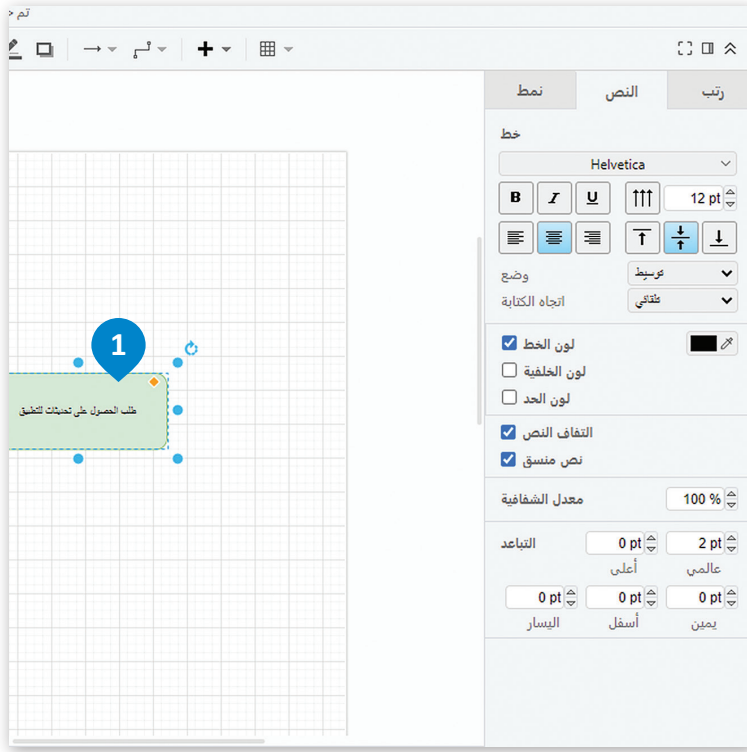 تم
رتب النص نمط
خط
Helvetica
B I U 12 pt
وضع توسيط
اتجاه الكتابة تلقائي
لون الخط
لون الخلفية
لون الحد
التفاف النص
نص منسق
معدل الشفافية 100 %
التباعد 0 pt 2 pt
أعلى عالمي
0 pt 0 pt 0 pt
اليسار أسفل يمين
1
طلب الحصول على تحديثات للتطبيق